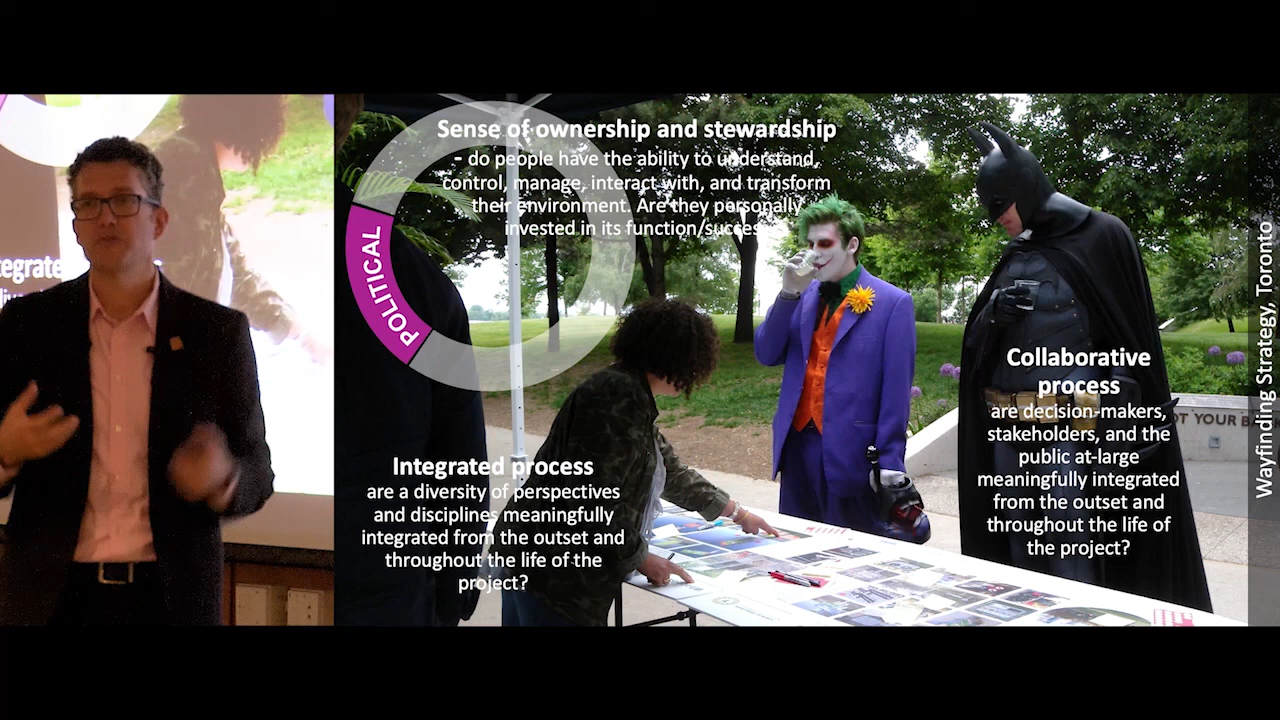 Sense of ownership and stewardship
- do people have the ability to understand,
control, manage, interact with, and transform
their environment. Are they personally
invested in its function/success
POLITICAL
Integrated process
are a diversity of perspectives
and disciplines meaningfully
integrated from the outset and
throughout the life of the
project?
Collaborative
process
are decision-makers,
stakeholders, and the
public at-large
meaningfully integrated
from the outset and
throughout the life of
the project?
Wayfinding Strategy, Toronto
YOUR